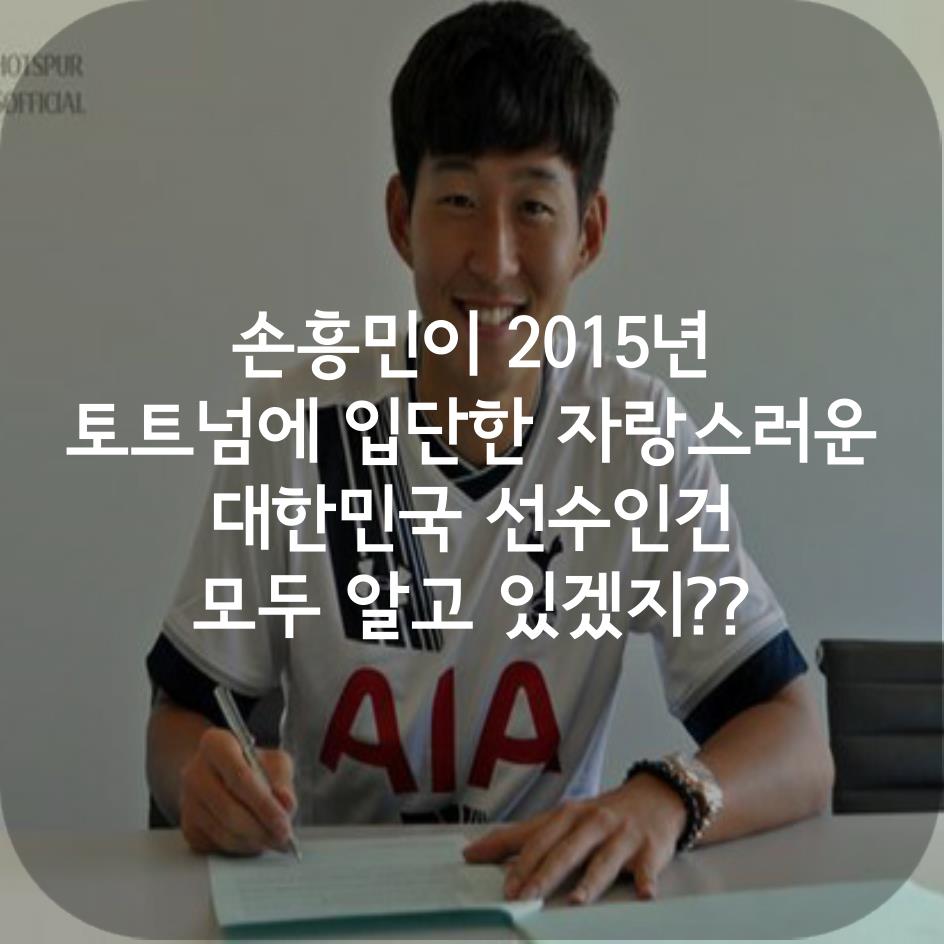 HOTSPUR
SOFFICIAL
손흥민이 2015년
토트넘에 입단한 자랑스러운
대한민국 선수인건
모두 알고 있겠지??
AIA